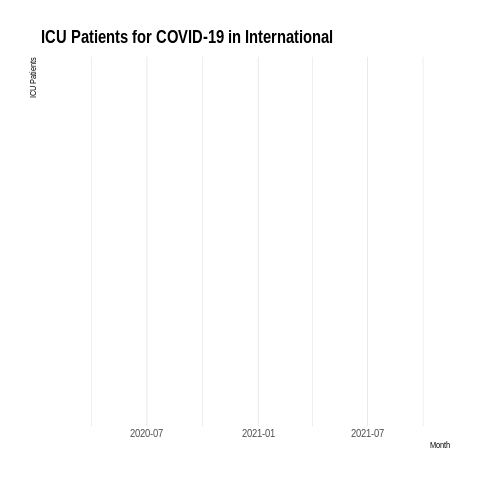 ICU Patients for COVID-19 in International
ICU Patients
2020-07
2021-01
2021-07
Month